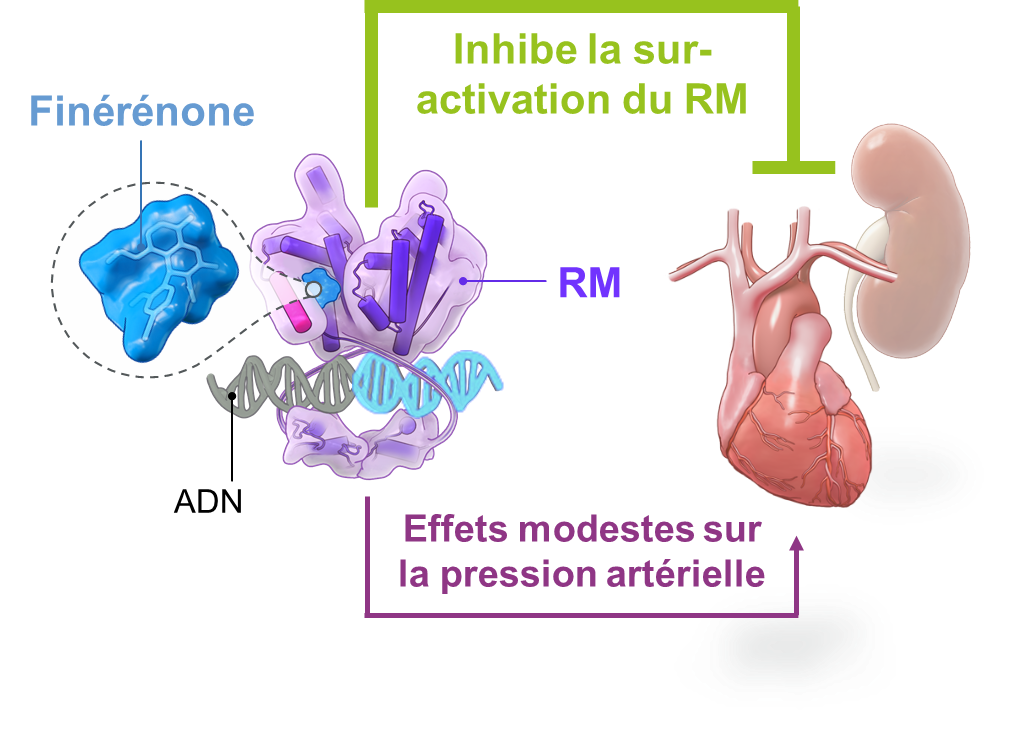 Inhibe la sur-
activation du RM
Finérénone
RM
ADN
Effets modestes sur
la pression artérielle